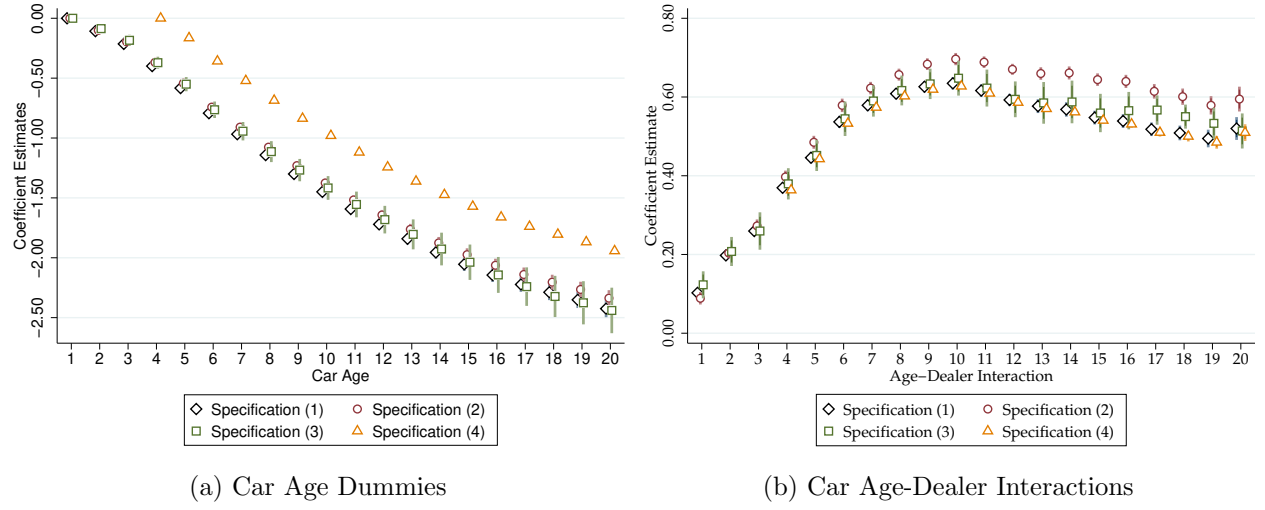 0.00
−0.50
−1.00
−1.50
−2.00
−2.50
Coefficient Estimates
1 2 3 4 5 6 7 8 9 10 11 12 13 14 15 16 17 18 19 20
Car Age
Specification (1) Specification (2)
Specification (3) Specification (4)
(a) Car Age Dummies
0.80
0.60
0.40
0.20
0.00
Coefficient Estimate
1 2 3 4 5 6 7 8 9 10 11 12 13 14 15 16 17 18 19 20
Age−Dealer Interaction
Specification (1) Specification (2)
Specification (3) Specification (4)
(b) Car Age-Dealer Interactions